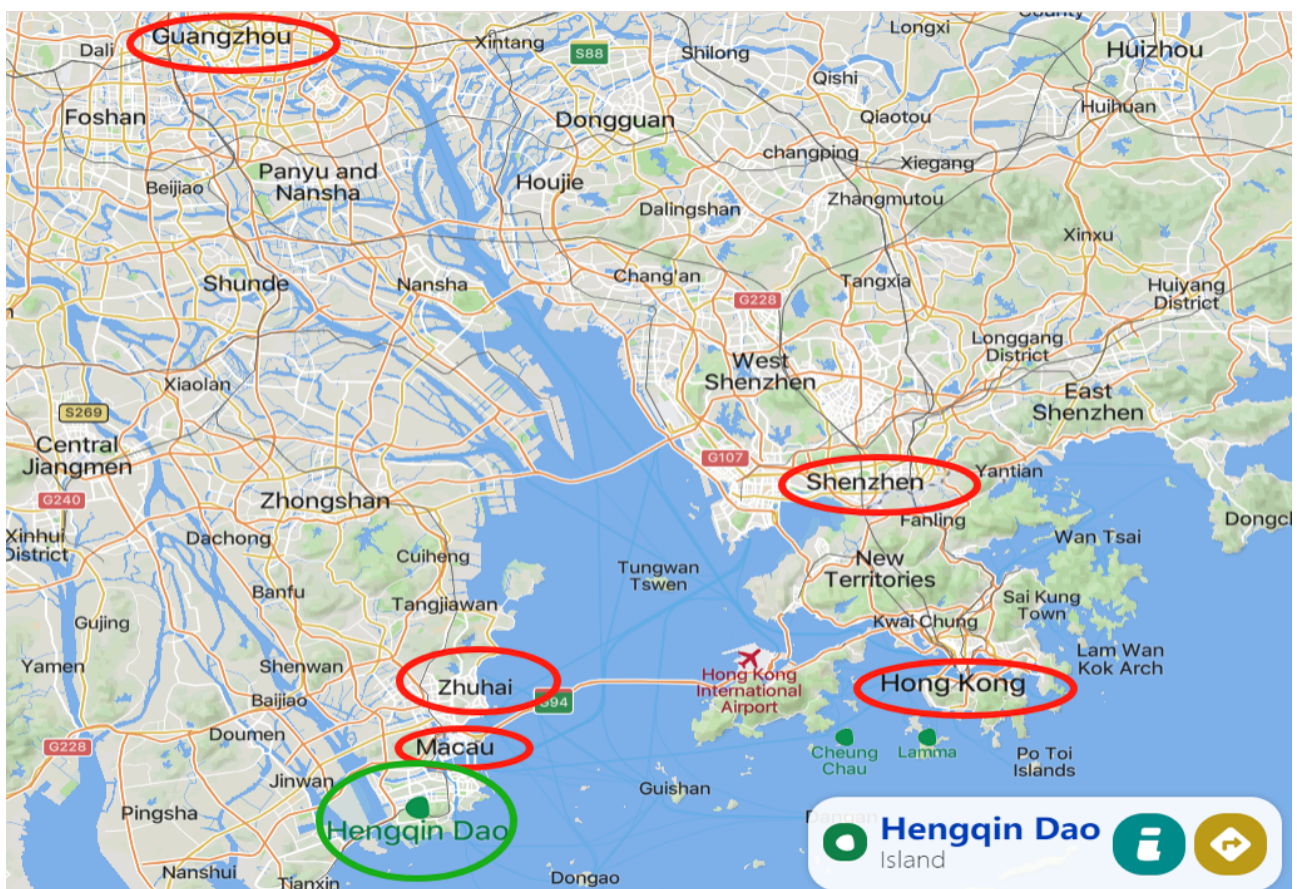 County
Longxi
Guangzhou
Dali
Xintang
S88
Shilong
Huizhou
Qishi
Huihuan
Foshan
Dongguan
Qiaotou
changping
Xiegang
Panyu and
Nansha
Beijiao
Houjie
Zhangmutou
Dalingshan
Xinxu
Shunde
Nansha
Chang'an
Tangxia
Huiyang
District
G228
Longgang
District
West
Shenzhen
Xiaolan
East
Shenzhen
S269
Central
Jiangmen
G107
Yantian
Shenzhen
G240
Zhongshan
Fanling
Dongch
Xinhui
District
Dachong
Wan Tsai
Cuiheng
New
Territories
Tungwan
Tswen
Banfu
Tangjiawan
Sai Kung
Town
Gujing
Kwai Chung
Yamen
Shenwan
Lam Wan
Kok Arch
Hong Kong
International
Airport
Zhuhai
Hong Kong
Baijiao
G94
Doumen
G228
Macau
Cheung
Chau
Lamma
Po Toi
Islands
Jinwan
Guishan
Pingsha
Hengqin Dao
Dangan
Hengqin Dao
Island
Nanshui
Tianxin
Dongao